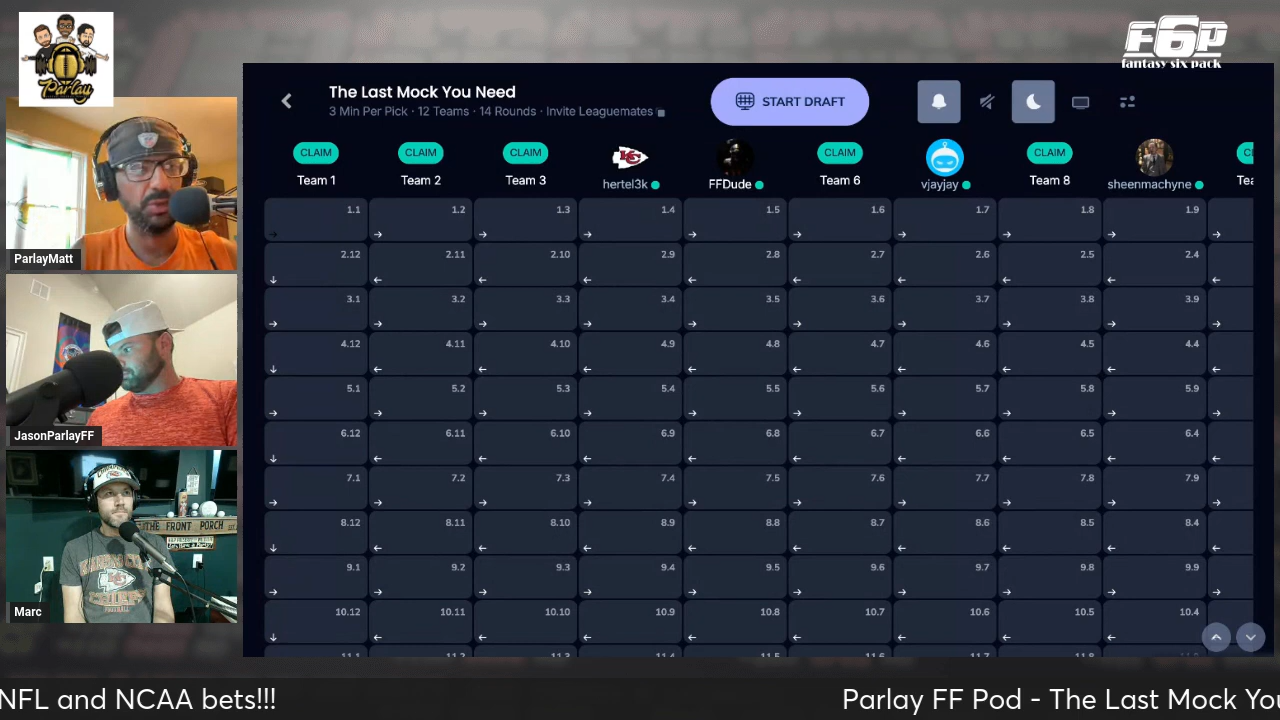 Parlay
F6P
fantasy six pack
The Last Mock You Need
3 Min Per Pick · 12 Teams · 14 Rounds · Invite Leaguemates
START DRAFT
CLAIM CLAIM CLAIM CLAIM CLAIM
Team 1 Team 2 Team 3 hertel3k FFDude Team 6 vjayjay Team 8 sheenmachyne
1.1 1.2 1.3 1.4 1.5 1.6 1.7 1.8 1.9
2.12 2.11 2.10 2.9 2.8 2.7 2.6 2.5 2.4
3.1 3.2 3.3 3.4 3.5 3.6 3.7 3.8 3.9
4.12 4.11 4.10 4.9 4.8 4.7 4.6 4.5 4.4
5.1 5.2 5.3 5.4 5.5 5.6 5.7 5.8 5.9
6.12 6.11 6.10 6.9 6.8 6.7 6.6 6.5 6.4
7.1 7.2 7.3 7.4 7.5 7.6 7.7 7.8 7.9
8.12 8.11 8.10 8.9 8.8 8.7 8.6 8.5 8.4
9.1 9.2 9.3 9.4 9.5 9.6 9.7 9.8 9.9
10.12 10.11 10.10 10.9 10.8 10.7 10.6 10.5 10.4
ParlayMatt
JasonParlayFF
THE FRONT PORCH
CHIEFS
FOOTBALL
Marc
NFL and NCAA bets!!!
Parlay FF Pod - The Last Mock You